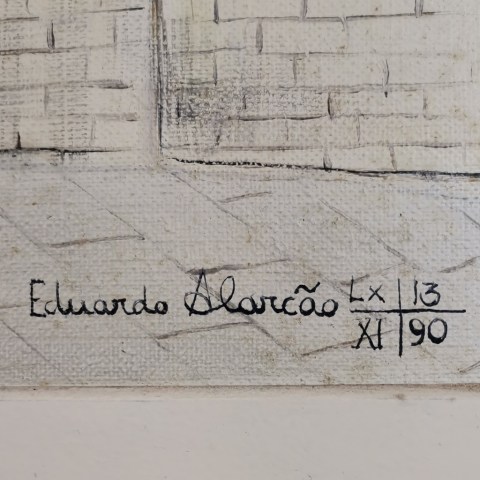 Eduardo Alarcão Lx 13
XI 90